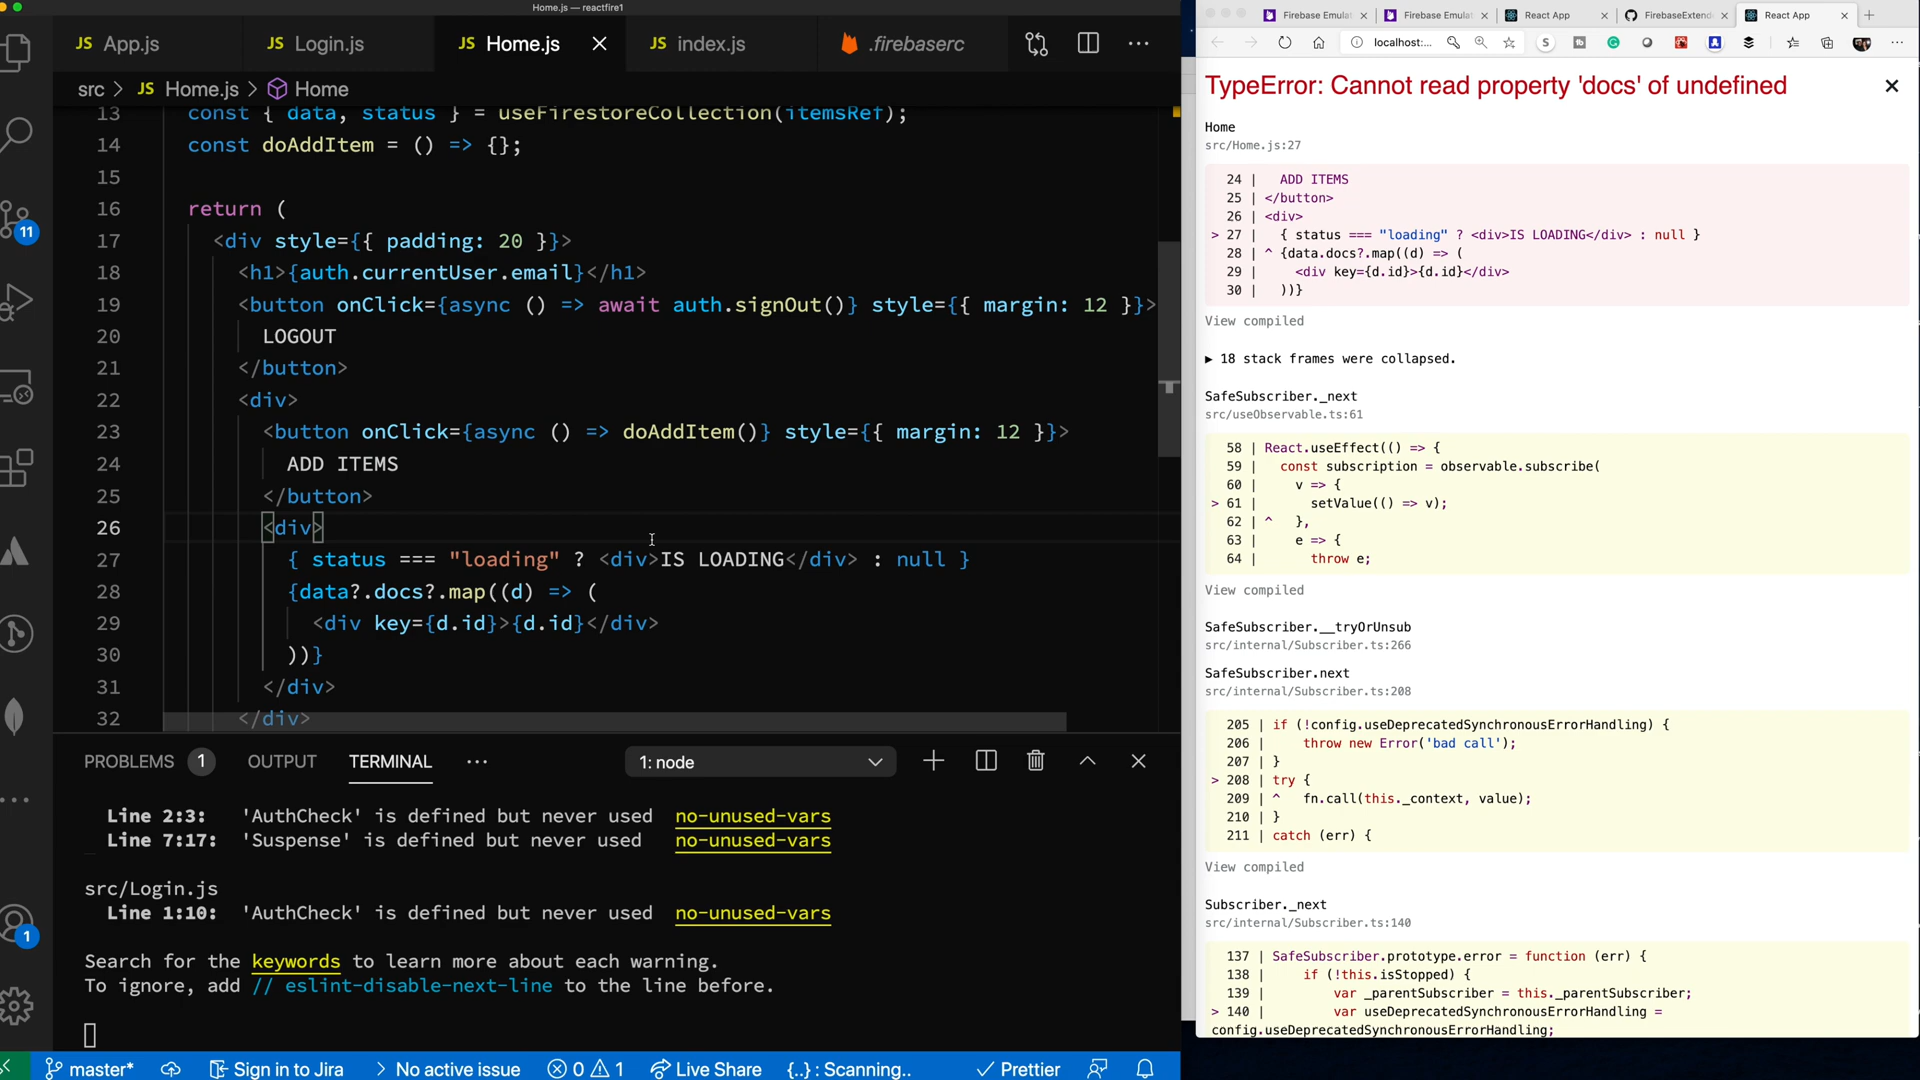 Home.js — reactfire1
JS App.js
JS Login.js
JS Home.js
JS index.js
.firebaserc
src > JS Home.js > Home
13 const { data, status } = useFirestoreCollection(itemsRef);
14 const doAddItem = () => {};
15
16 return (
17 <div style={{ padding: 20 }}>
18 <h1>{auth.currentUser.email}</h1>
19 <button onClick={async () => await auth.signOut()} style={{ margin: 12 }}>
20 LOGOUT
21 </button>
22 <div>
23 <button onClick={async () => doAddItem()} style={{ margin: 12 }}>
24 ADD ITEMS
25 </button>
26 <div>
27 { status === "loading" ? <div>IS LOADING</div> : null }
28 {data?.docs?.map((d) => (
29 <div key={d.id}>{d.id}</div>
30 ))}
31 </div>
32 </div>
11
1
PROBLEMS 1 OUTPUT TERMINAL ··· 1: node
Line 2:3: 'AuthCheck' is defined but never used no-unused-vars
Line 7:17: 'Suspense' is defined but never used no-unused-vars
src/Login.js
Line 1:10: 'AuthCheck' is defined but never used no-unused-vars
Search for the keywords to learn more about each warning.
To ignore, add // eslint-disable-next-line to the line before.
master* Sign in to Jira > No active issue 0 1 Live Share {..} : Scanning.. Prettier
Firebase Emulat
Firebase Emulat
React App
FirebaseExtend
React App
localhost:...
TypeError: Cannot read property 'docs' of undefined
Home
src/Home.js:27
24 | ADD ITEMS
25 | </button>
26 | <div>
> 27 | { status === "loading" ? <div>IS LOADING</div> : null }
28 | ^ {data.docs?.map((d) => (
29 | <div key={d.id}>{d.id}</div>
30 | ))}
View compiled
▶ 18 stack frames were collapsed.
SafeSubscriber._next
src/useObservable.ts:61
58 | React.useEffect(() => {
59 | const subscription = observable.subscribe(
60 | v => {
> 61 | setValue(() => v);
62 | ^ },
63 | e => {
64 | throw e;
View compiled
SafeSubscriber.__tryOrUnsub
src/internal/Subscriber.ts:266
SafeSubscriber.next
src/internal/Subscriber.ts:208
205 | if (!config.useDeprecatedSynchronousErrorHandling) {
206 | throw new Error('bad call');
207 | }
> 208 | try {
209 | ^ fn.call(this._context, value);
210 | }
211 | catch (err) {
View compiled
Subscriber._next
src/internal/Subscriber.ts:140
137 | SafeSubscriber.prototype.error = function (err) {
138 | if (!this.isStopped) {
139 | var _parentSubscriber = this._parentSubscriber;
> 140 | var useDeprecatedSynchronousErrorHandling =
config.useDeprecatedSynchronousErrorHandling;